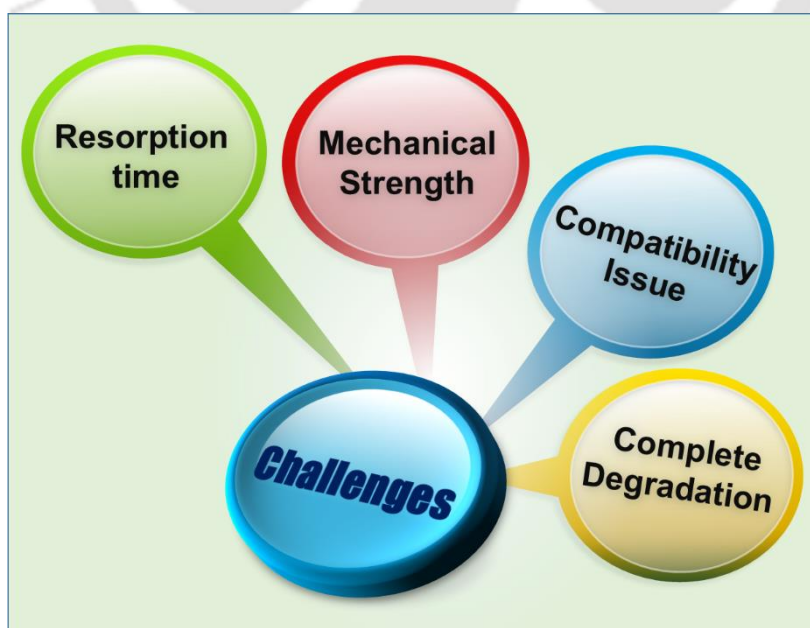 Resorption
time
Mechanical
Strength
Compatibility
Issue
Complete
Degradation
Challenges